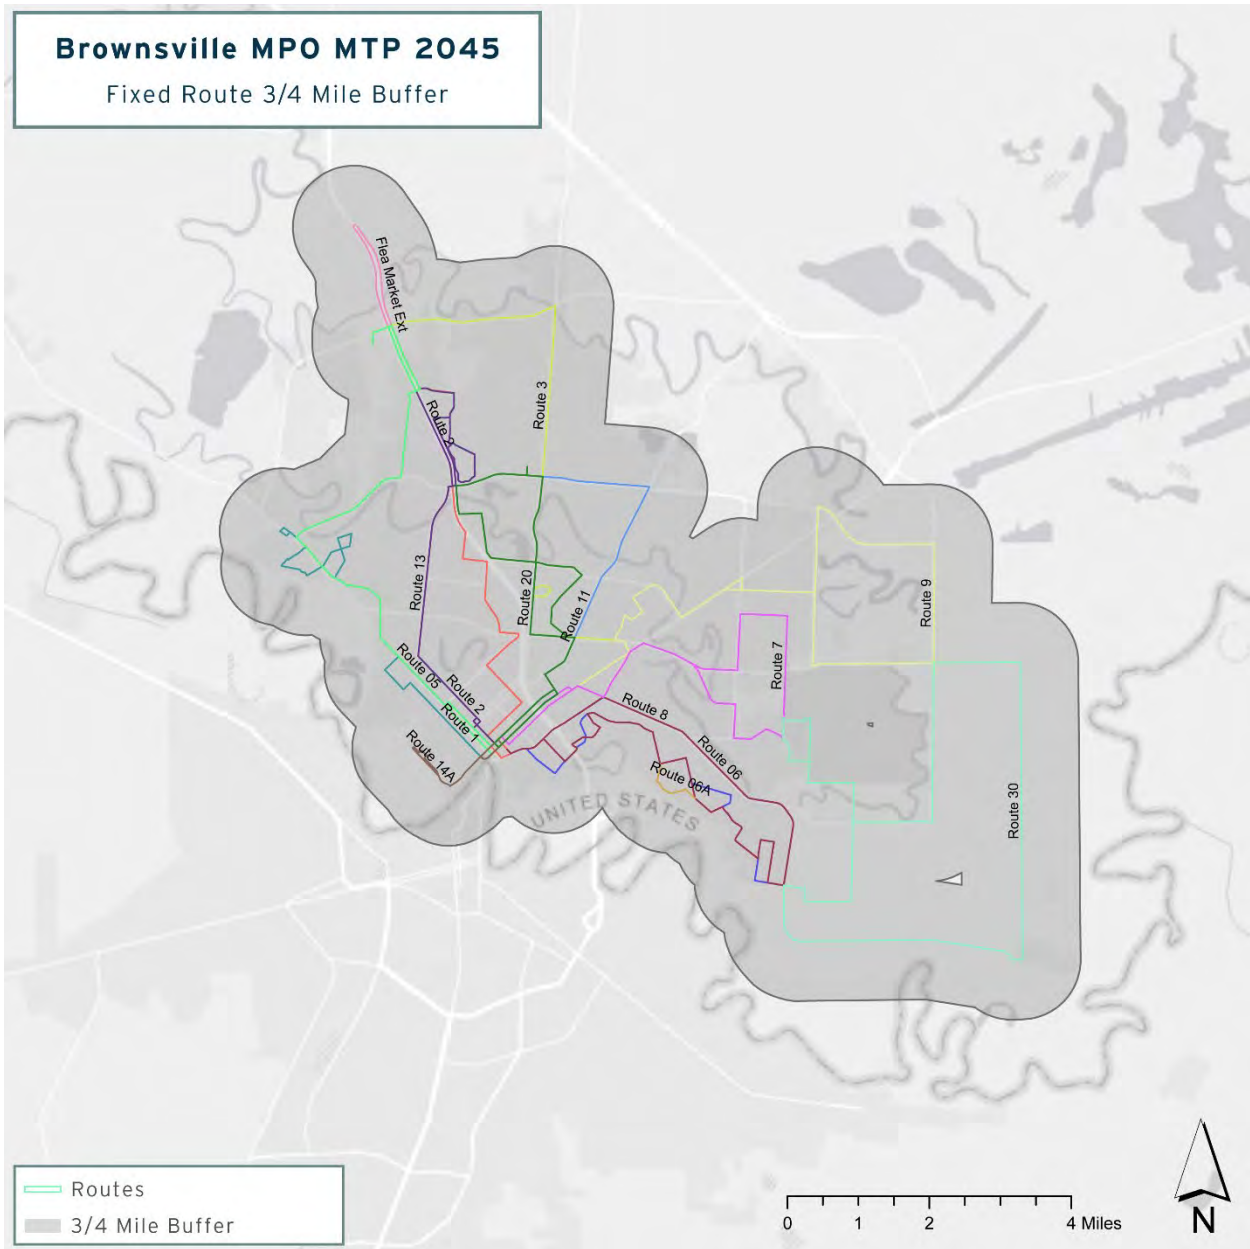 Brownsville MPO MTP 2045
Fixed Route 3/4 Mile Buffer
Flea Market Ext
Route 3
Route 2
Route 13
Route 20
Route 11
Route 9
Route 7
Route 05
Route 2
Route 1
Route 8
Route 06
Route 14A
Route 06A
UNITED STATES
Route 30
Routes
3/4 Mile Buffer
0 1 2 4 Miles
N